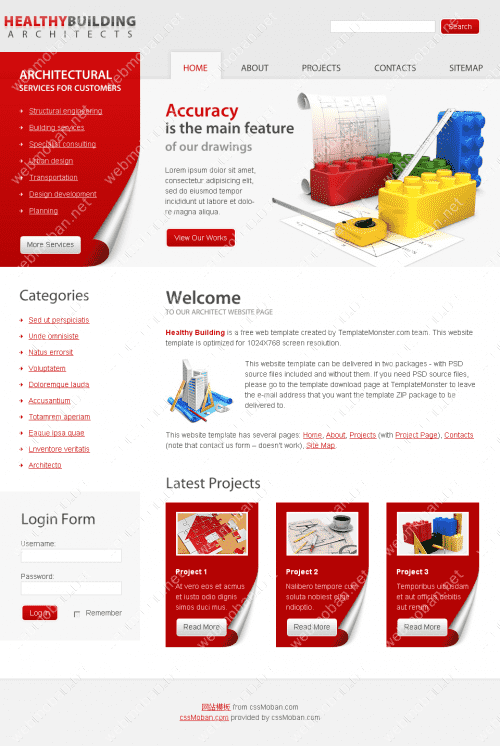 HEALTHYBUILDING
ARCHITECTS
Search
HOME ABOUT PROJECTS CONTACTS SITEMAP
ARCHITECTURAL
SERVICES FOR CUSTOMERS
Structural engineering
Building services
Specialist consulting
Urban design
Transportation
Design development
Planning
More Services
Accuracy
is the main feature
of our drawings
Lorem ipsum dolor sit amet,
consectetur adipisicing elit,
sed do eiusmod tempor
incididunt ut labore et dolo-
re magna aliqua.
View Our Works
Categories
Sed ut perspiciatis
Unde omnisiste
Natus errorsit
Voluptatem
Doloremque lauda
Accusantium
Totamrem aperiam
Eaque ipsa quae
Lnventore veritatis
Architecto
Login Form
Username:
Password:
Log in
Remember
Welcome
TO OUR ARCHITECT WEBSITE PAGE
Healthy Building is a free web template created by TemplateMonster.com team. This website
template is optimized for 1024X768 screen resolution.
This website template can be delivered in two packages - with PSD
source files included and without them. If you need PSD source files,
please go to the template download page at TemplateMonster to leave
the e-mail address that you want the template ZIP package to be
delivered to.
This website template has several pages: Home, About, Projects (with Project Page), Contacts
(note that contact us form – doesn't work), Site Map.
Latest Projects
Project 1
At vero eos et acmus
et iusto odio dignis
simos duci mus.
Read More
Project 2
Nalibero tempore cum
soluta nobiest elige
ndioptio.
Read More
Project 3
Temporibus uibusdam
et aut officiis debitis
aut rerum.
Read More
网站模板 from cssMoban.com
cssMoban.com provided by cssMoban.com
webmoban.net